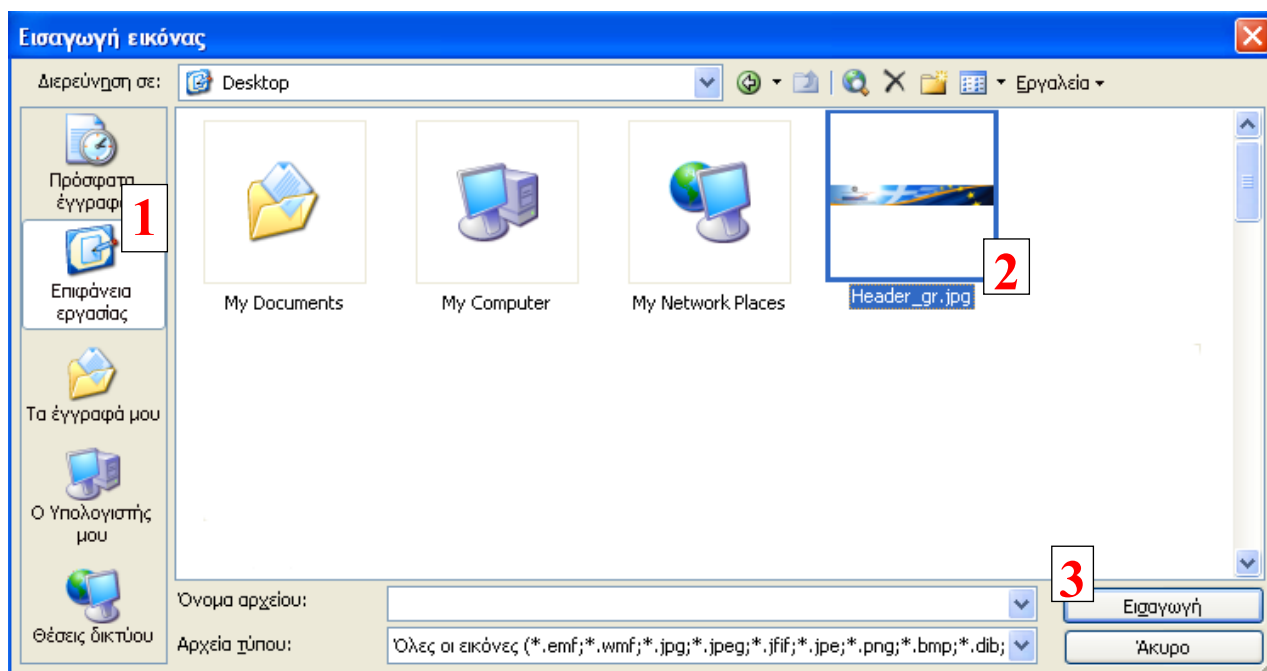 Εισαγωγή εικόνας
Διερεύνηση σε:
Desktop
Εργαλεία
Πρόσφατα
έγγραφα
1
Επιφάνεια
εργασίας
Τα έγγραφά μου
Ο Υπολογιστής
μου
Θέσεις δικτύου
My Documents
My Computer
My Network Places
Header_gr.jpg
2
Όνομα αρχείου:
3
Εισαγωγή
Αρχεία τύπου:
Όλες οι εικόνες (*.emf;*.wmf;*.jpg;*.jpeg;*.jfif;*.jpe;*.png;*.bmp;*.dib;
Άκυρο